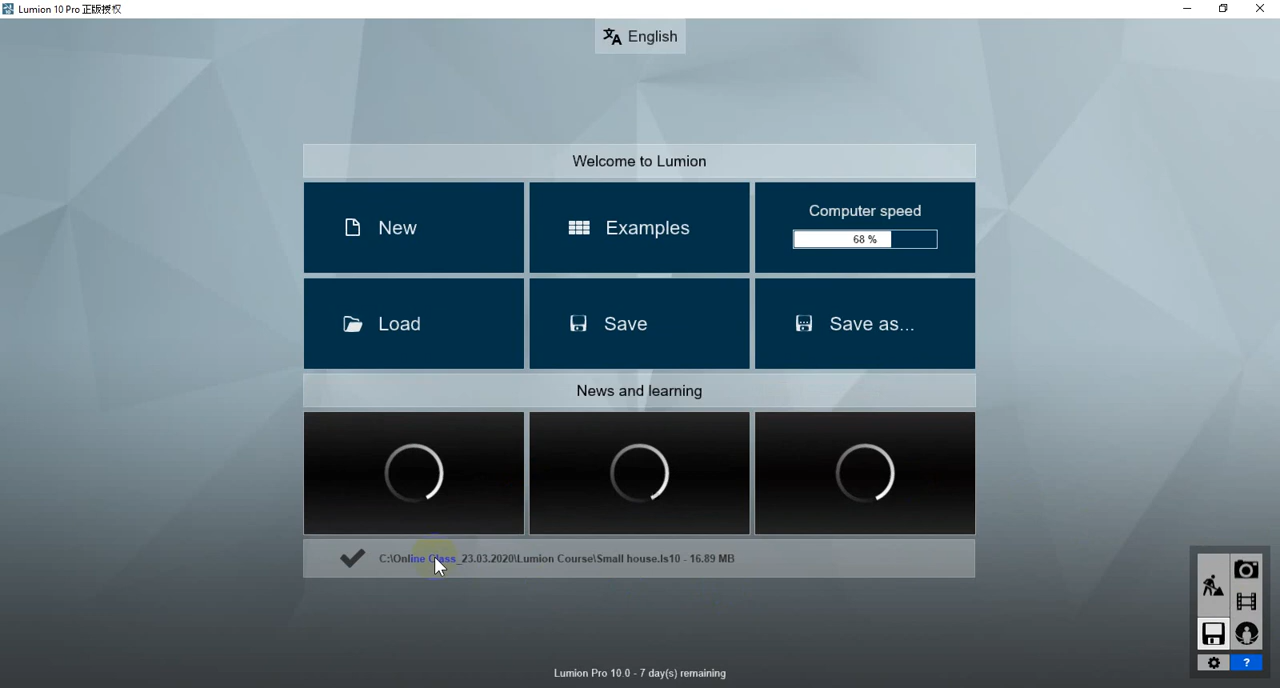 Lumion 10 Pro 正版授权
English
Welcome to Lumion
New
Examples
Computer speed
68 %
Load
Save
Save as...
News and learning
C:\Online Class_23.03.2020\Lumion Course\Small house.ls10 - 16.89 MB
?
Lumion Pro 10.0 - 7 day(s) remaining